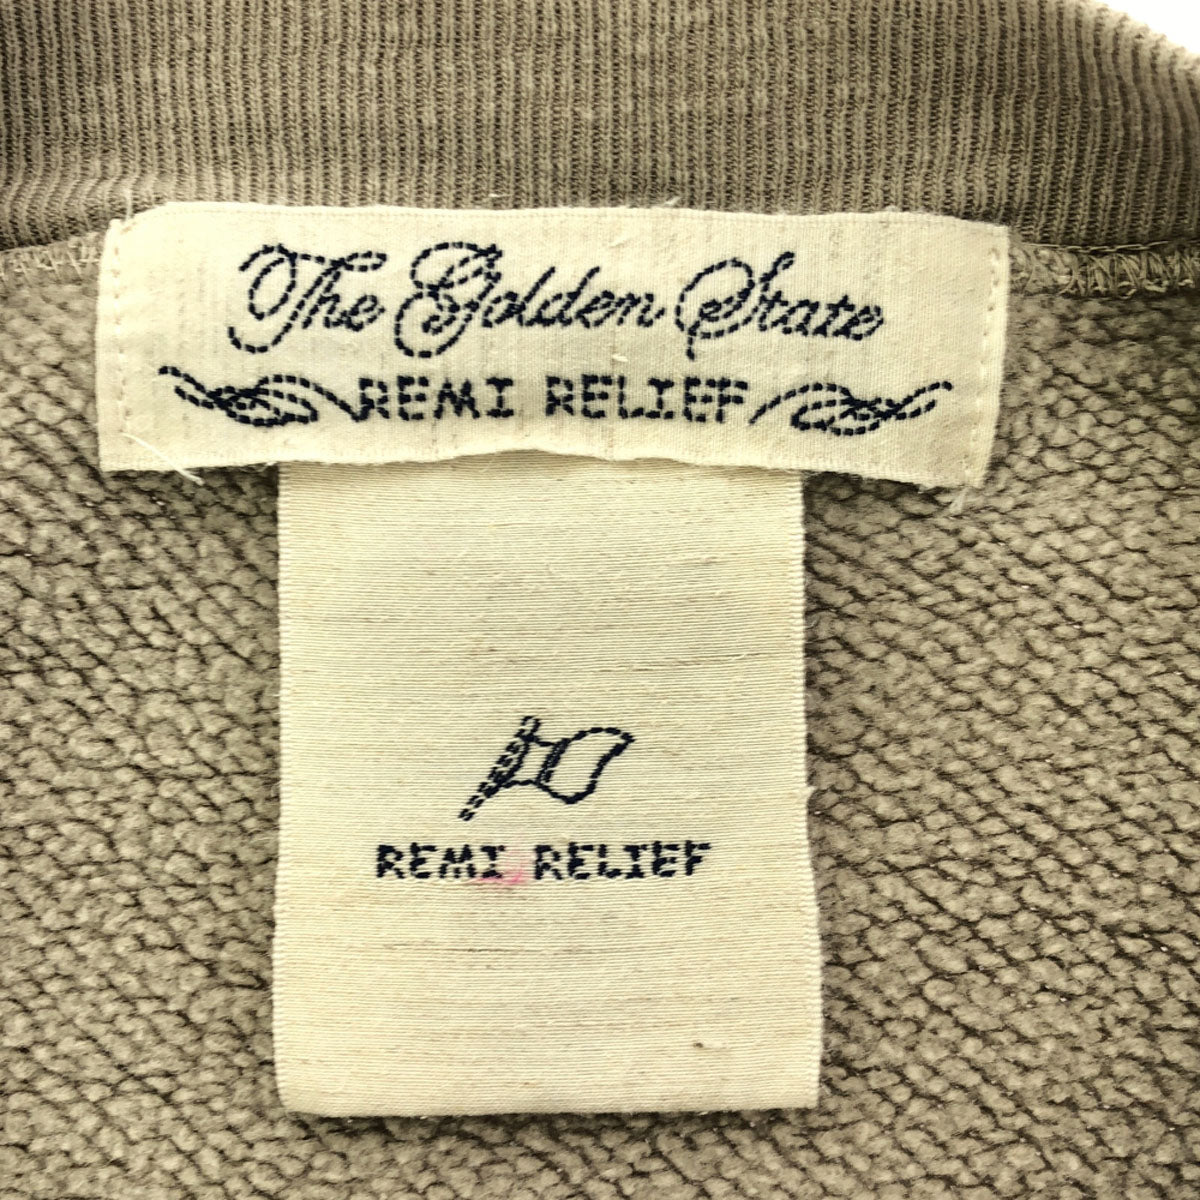 The Golden State
REMI RELIEF
REMI RELIEF